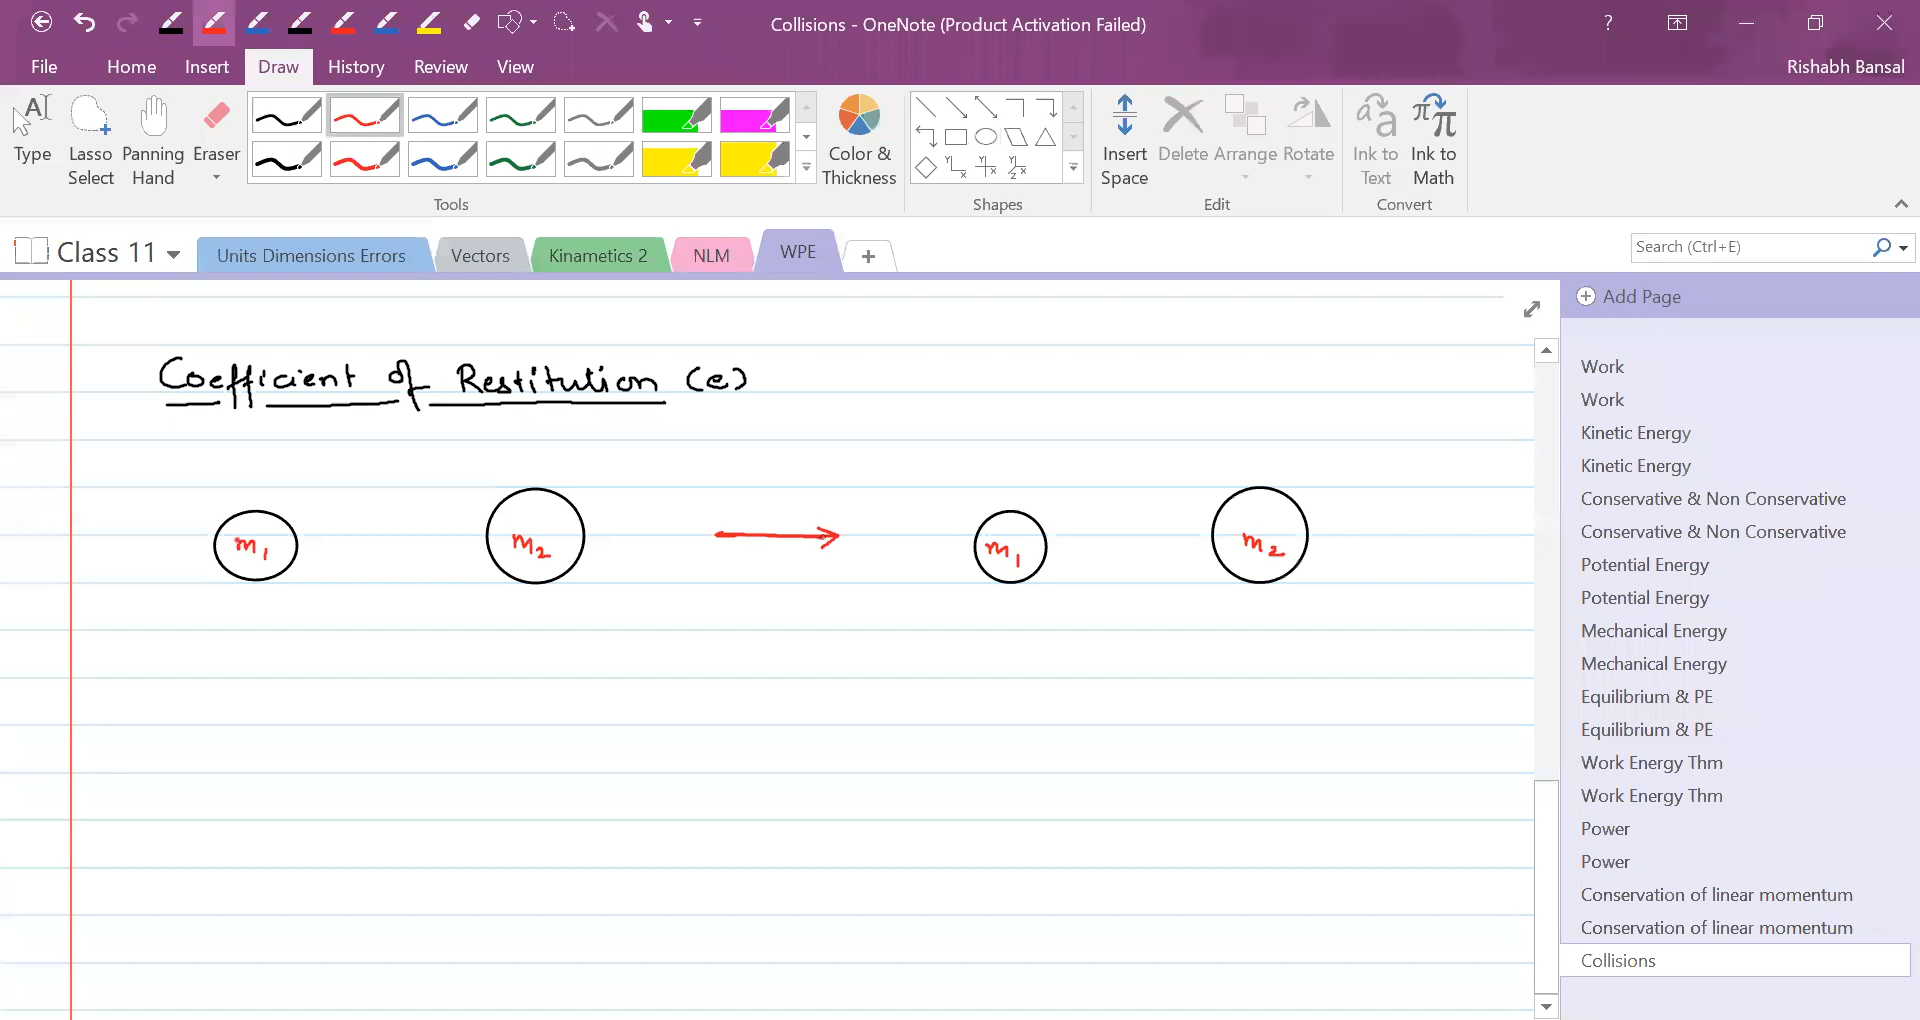 Collisions - OneNote (Product Activation Failed)
?
File Home Insert Draw History Review View Rishabh Bansal
Type
Lasso Select
Panning Hand
Eraser
Color & Thickness
Insert Space
Delete
Arrange
Rotate
Ink to Text
Ink to Math
Tools Shapes Edit Convert
Class 11 Units Dimensions Errors Vectors Kinametics 2 NLM WPE + Search (Ctrl+E)
Add Page
Coefficient of Restitution (e)
m1 m2 m1 m2
Work
Work
Kinetic Energy
Kinetic Energy
Conservative & Non Conservative
Conservative & Non Conservative
Potential Energy
Potential Energy
Mechanical Energy
Mechanical Energy
Equilibrium & PE
Equilibrium & PE
Work Energy Thm
Work Energy Thm
Power
Power
Conservation of linear momentum
Conservation of linear momentum
Collisions